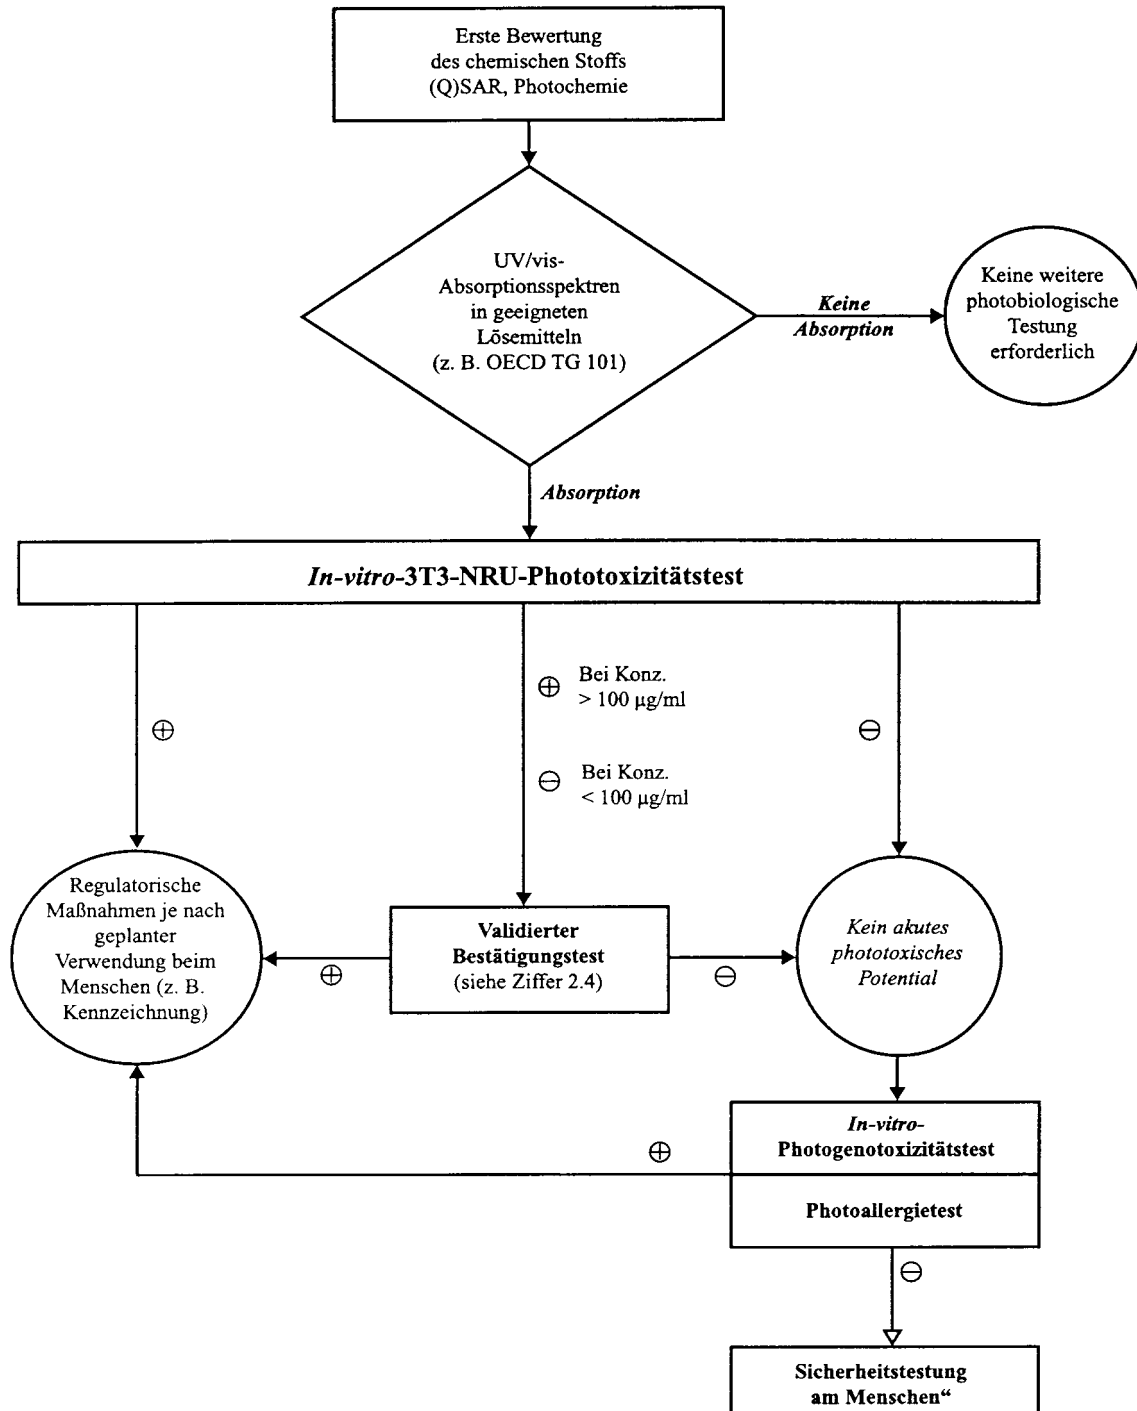 Erste Bewertung
des chemischen Stoffs
(Q)SAR, Photochemie
UV/vis-
Absorptionsspektren
in geeigneten
Lösemitteln
(z. B. OECD TG 101)
Keine
Absorption
Keine weitere
photobiologische
Testung
erforderlich
Absorption
In-vitro-3T3-NRU-Phototoxizitätstest
⊕
⊕ Bei Konz.
> 100 µg/ml
⊖ Bei Konz.
< 100 µg/ml
⊖
Regulatorische
Maßnahmen je nach
geplanter
Verwendung beim
Menschen (z. B.
Kennzeichnung)
⊕
Validierter
Bestätigungstest
(siehe Ziffer 2.4)
⊖
Kein akutes
phototoxisches
Potential
⊕
In-vitro-
Photogenotoxizitätstest
Photoallergietest
⊖
Sicherheitstestung
am Menschen“